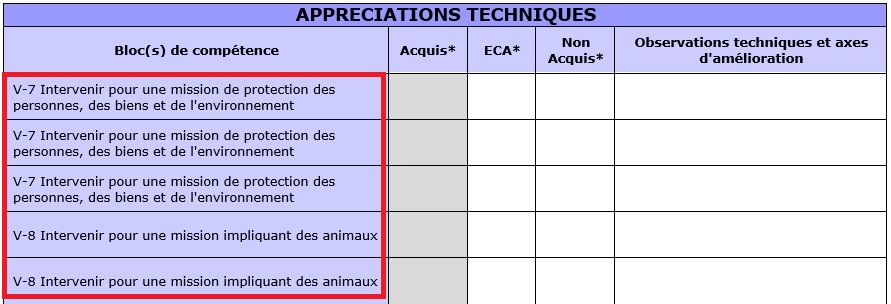 APPRECIATIONS TECHNIQUES
Bloc(s) de compétence
Acquis*
ECA*
Non
Acquis*
Observations techniques et axes
d'amélioration
V-7 Intervenir pour une mission de protection des
personnes, des biens et de l'environnement
V-7 Intervenir pour une mission de protection des
personnes, des biens et de l'environnement
V-7 Intervenir pour une mission de protection des
personnes, des biens et de l'environnement
V-8 Intervenir pour une mission impliquant des animaux
V-8 Intervenir pour une mission impliquant des animaux